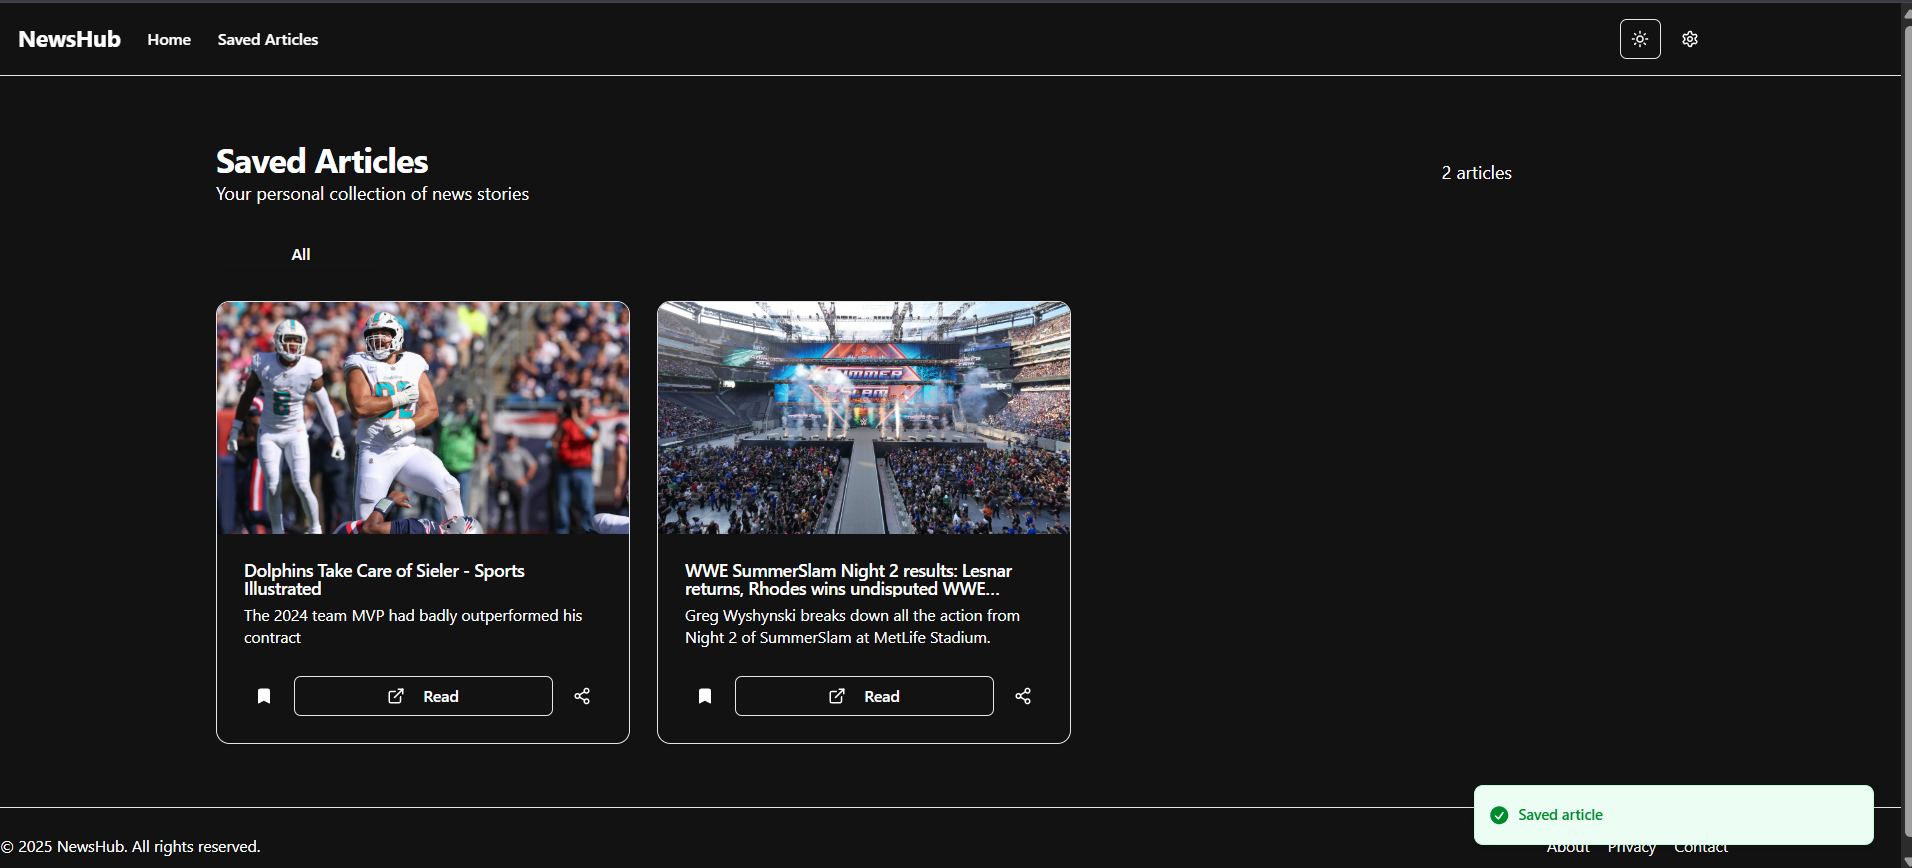 NewsHub Home Saved Articles
Saved Articles
Your personal collection of news stories
2 articles
All
SUMMER
SLAM
Dolphins Take Care of Sieler - Sports
Illustrated
The 2024 team MVP had badly outperformed his
contract
Read
WWE SummerSlam Night 2 results: Lesnar
returns, Rhodes wins undisputed WWE...
Greg Wyshynski breaks down all the action from
Night 2 of SummerSlam at MetLife Stadium.
Read
Saved article
© 2025 NewsHub. All rights reserved.
About Privacy Contact